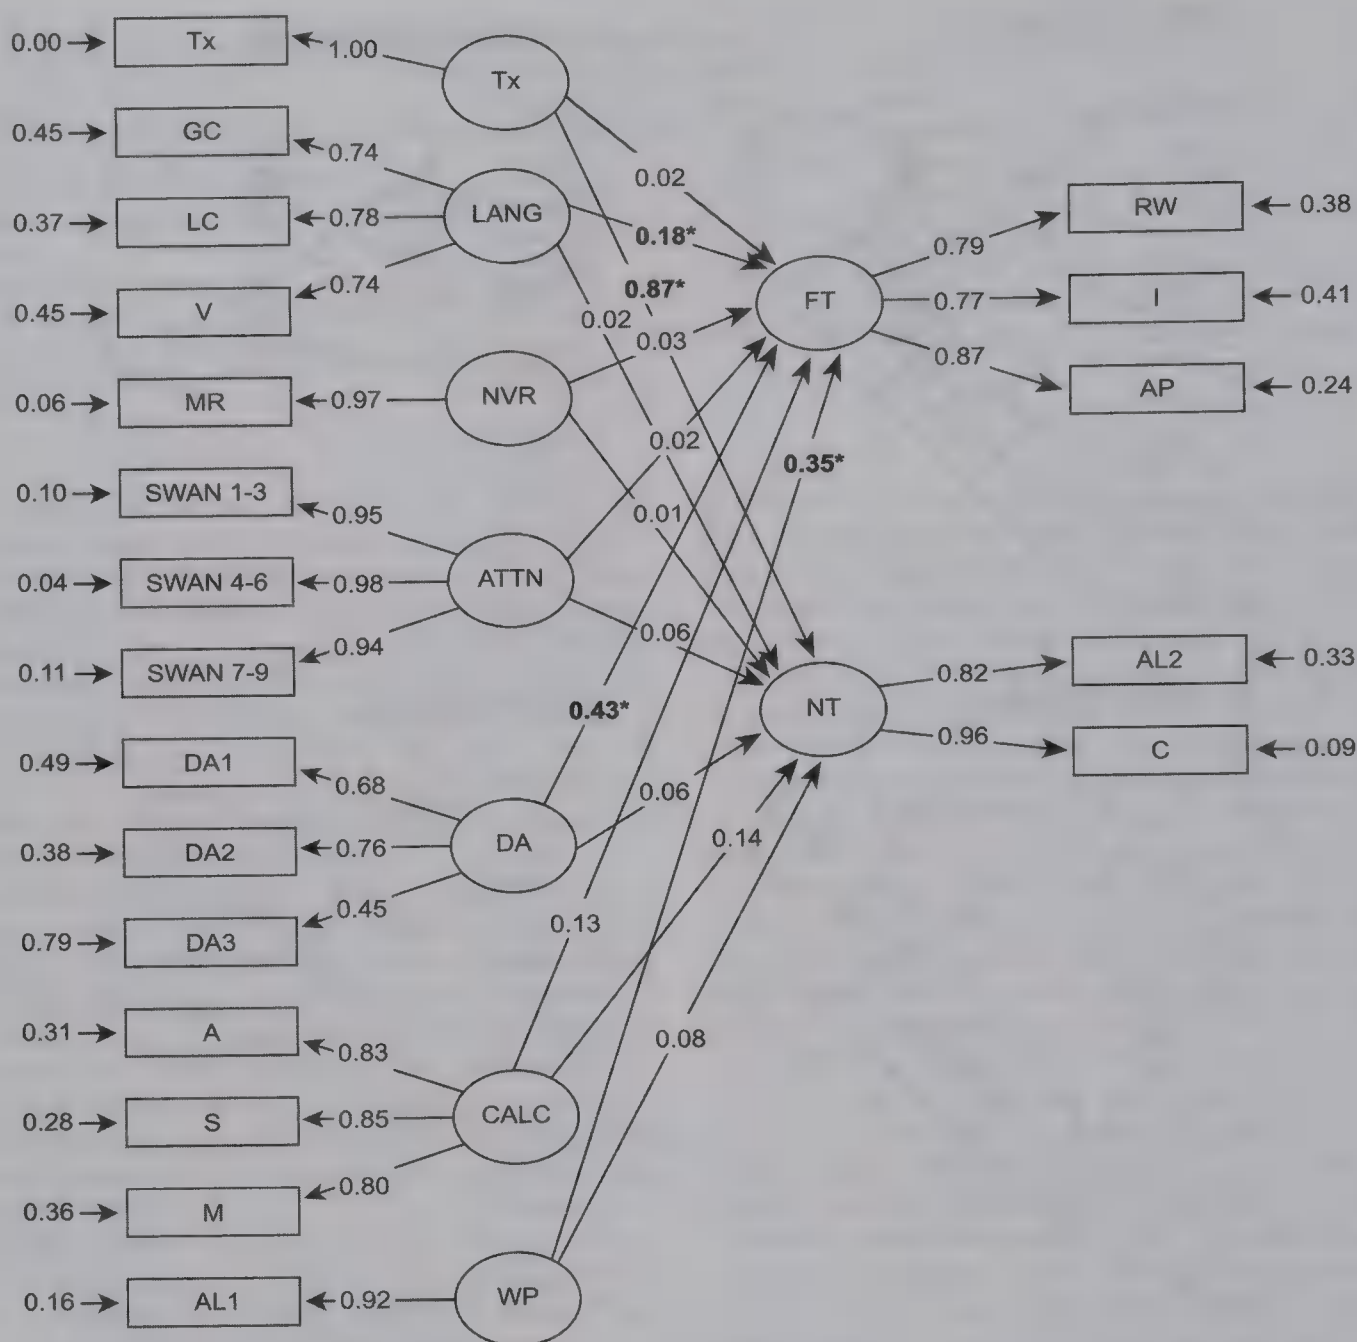 0.00 Tx 1.00 Tx
0.45 GC 0.74
0.02
0.37 LC 0.78 LANG 0.18* RW 0.38
0.79
0.45 V 0.74 0.02 0.87* 0.03 FT 0.77 I 0.41
0.87
0.06 MR 0.97 NVR AP 0.24
0.02 0.35*
0.10 SWAN 1-3 0.95 0.01
0.04 SWAN 4-6 0.98 ATTN
0.06
0.11 SWAN 7-9 0.94 0.82 AL2 0.33
0.43* NT
0.49 DA1 0.68 0.96 C 0.09
0.06
0.38 DA2 0.76 DA 0.14
0.45
0.79 DA3 0.13
0.31 A 0.83 0.08
0.28 S 0.85 CALC
0.36 M 0.80
0.16 AL1 0.92 WP